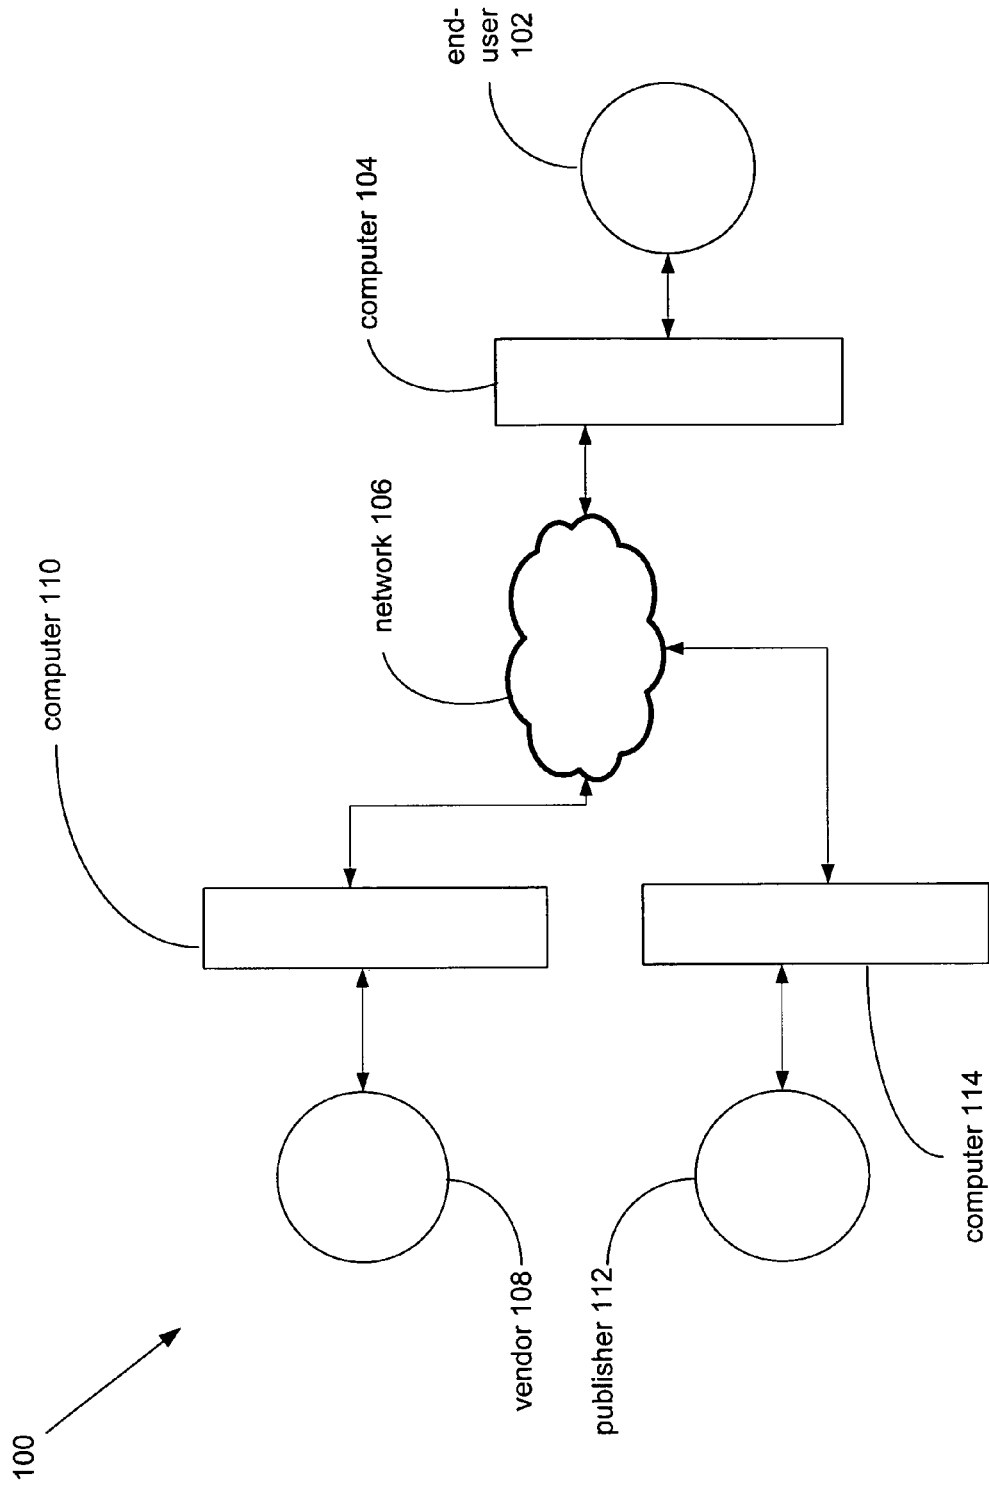 100
vendor 108
publisher 112
computer 110
computer 114
network 106
computer 104
end-
user
102